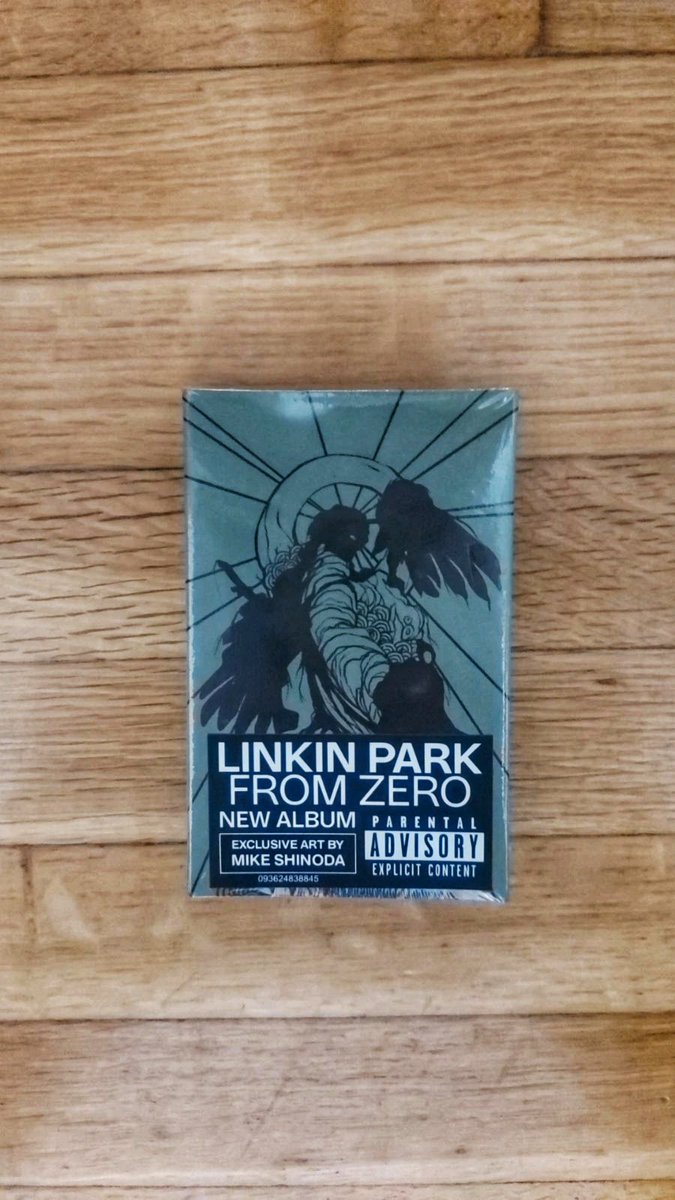 LINKIN PARK
FROM ZERO
NEW ALBUM
EXCLUSIVE ART BY
MIKE SHINODA
093624838845
PARENTAL
ADVISORY
EXPLICIT CONTENT